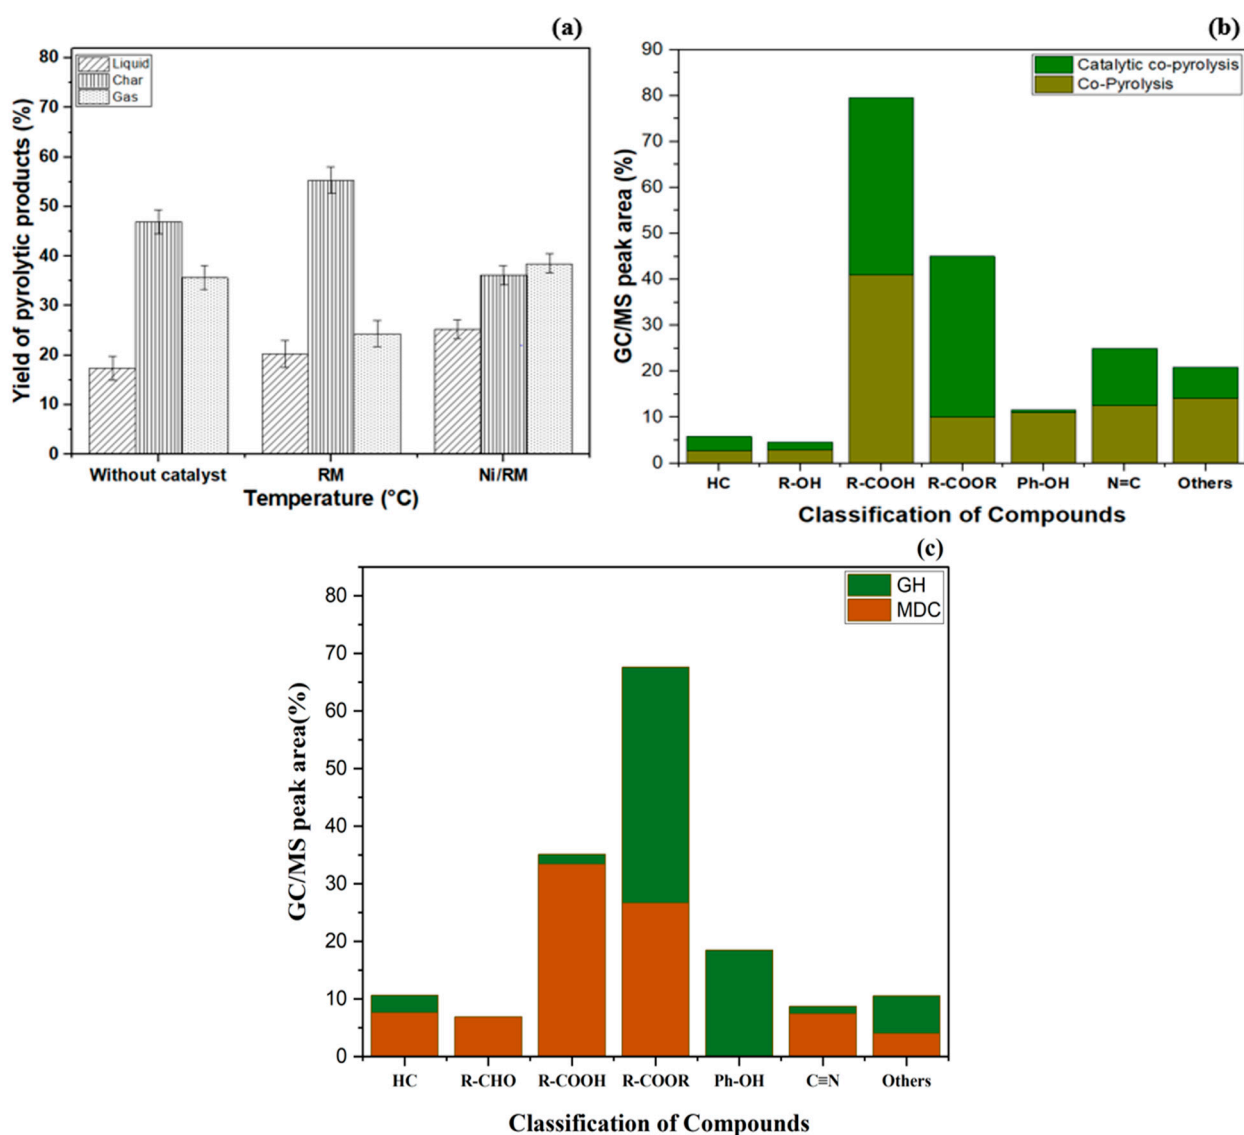 (a)
80
70
60
50
40
30
20
10
0
Yield of pyrolytic products (%)
Liquid
Char
Gas
Without catalyst RM Ni/RM
Temperature (°C)
(b)
90
80
70
60
50
40
30
20
10
0
GC/MS peak area (%)
Catalytic co-pyrolysis
Co-Pyrolysis
HC R-OH R-COOH R-COOR Ph-OH N=C Others
Classification of Compounds
(c)
80
70
60
50
40
30
20
10
0
GC/MS peak area(%)
GH
MDC
HC R-CHO R-COOH R-COOR Ph-OH C≡N Others
Classification of Compounds